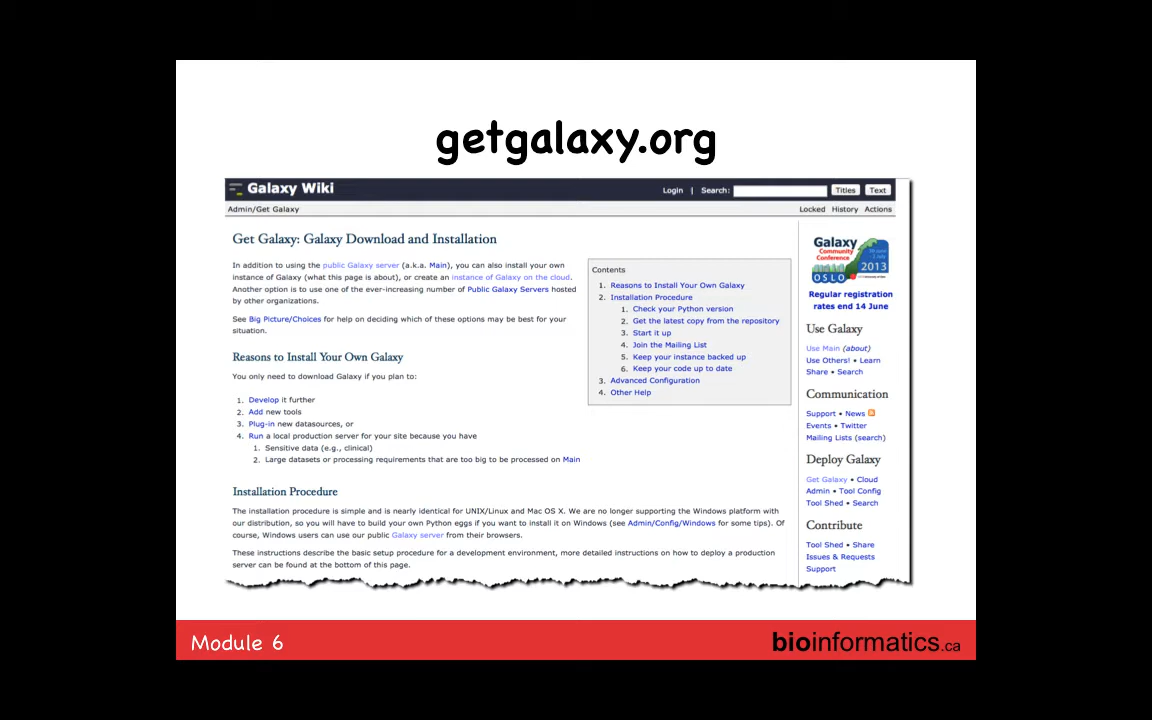 getgalaxy.org
Galaxy Wiki
Login | Search: Titles Text
Admin/Get Galaxy
Locked History Actions
Get Galaxy: Galaxy Download and Installation
In addition to using the public Galaxy server (a.k.a. Main), you can also install your own
instance of Galaxy (what this page is about), or create an instance of Galaxy on the cloud.
Another option is to use one of the ever-increasing number of Public Galaxy Servers hosted
by other organizations.
See Big Picture/Choices for help on deciding which of these options may be best for your
situation.
Reasons to Install Your Own Galaxy
You only need to download Galaxy if you plan to:
1. Develop it further
2. Add new tools
3. Plug-in new datasources, or
4. Run a local production server for your site because you have
1. Sensitive data (e.g., clinical)
2. Large datasets or processing requirements that are too big to be processed on Main
Contents
1. Reasons to Install Your Own Galaxy
2. Installation Procedure
1. Check your Python version
2. Get the latest copy from the repository
3. Start it up
4. Join the Mailing List
5. Keep your instance backed up
6. Keep your code up to date
3. Advanced Configuration
4. Other Help
Installation Procedure
The installation procedure is simple and is nearly identical for UNIX/Linux and Mac OS X. We are no longer supporting the Windows platform with
our distribution, so you will have to build your own Python eggs if you want to install it on Windows (see Admin/Config/Windows for some tips). Of
course, Windows users can use our public Galaxy server from their browsers.
These instructions describe the basic setup procedure for a development environment, more detailed instructions on how to deploy a production
server can be found at the bottom of this page.
Galaxy
Community
Conference
2013
OSLO
Regular registration
rates end 14 June
Use Galaxy
Use Main (about)
Use Others! • Learn
Share • Search
Communication
Support • News
Events • Twitter
Mailing Lists (search)
Deploy Galaxy
Get Galaxy • Cloud
Admin • Tool Config
Tool Shed • Search
Contribute
Tool Shed • Share
Issues & Requests
Support
Module 6
bioinformatics.ca